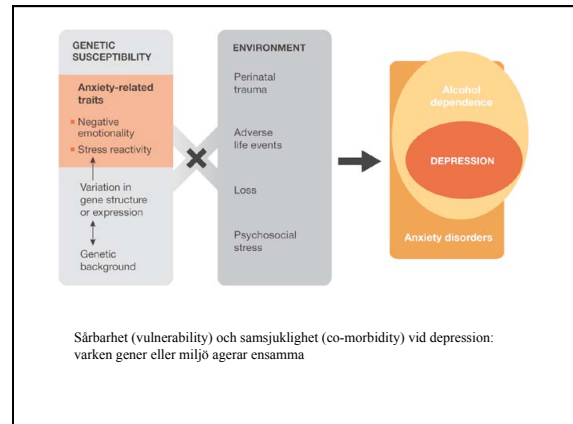 GENETIC
SUSCEPTIBILITY
Anxiety-related
traits
Negative
emotionality
Stress reactivity
Variation in
gene structure
or expression
Genetic
background
ENVIRONMENT
Perinatal
trauma
Adverse
life events
Loss
Psychosocial
stress
Alcohol
dependence
DEPRESSION
Anxiety disorders
Sårbarhet (vulnerability) och samsjuklighet (co-morbidity) vid depression:
varken gener eller miljö agerar ensamma